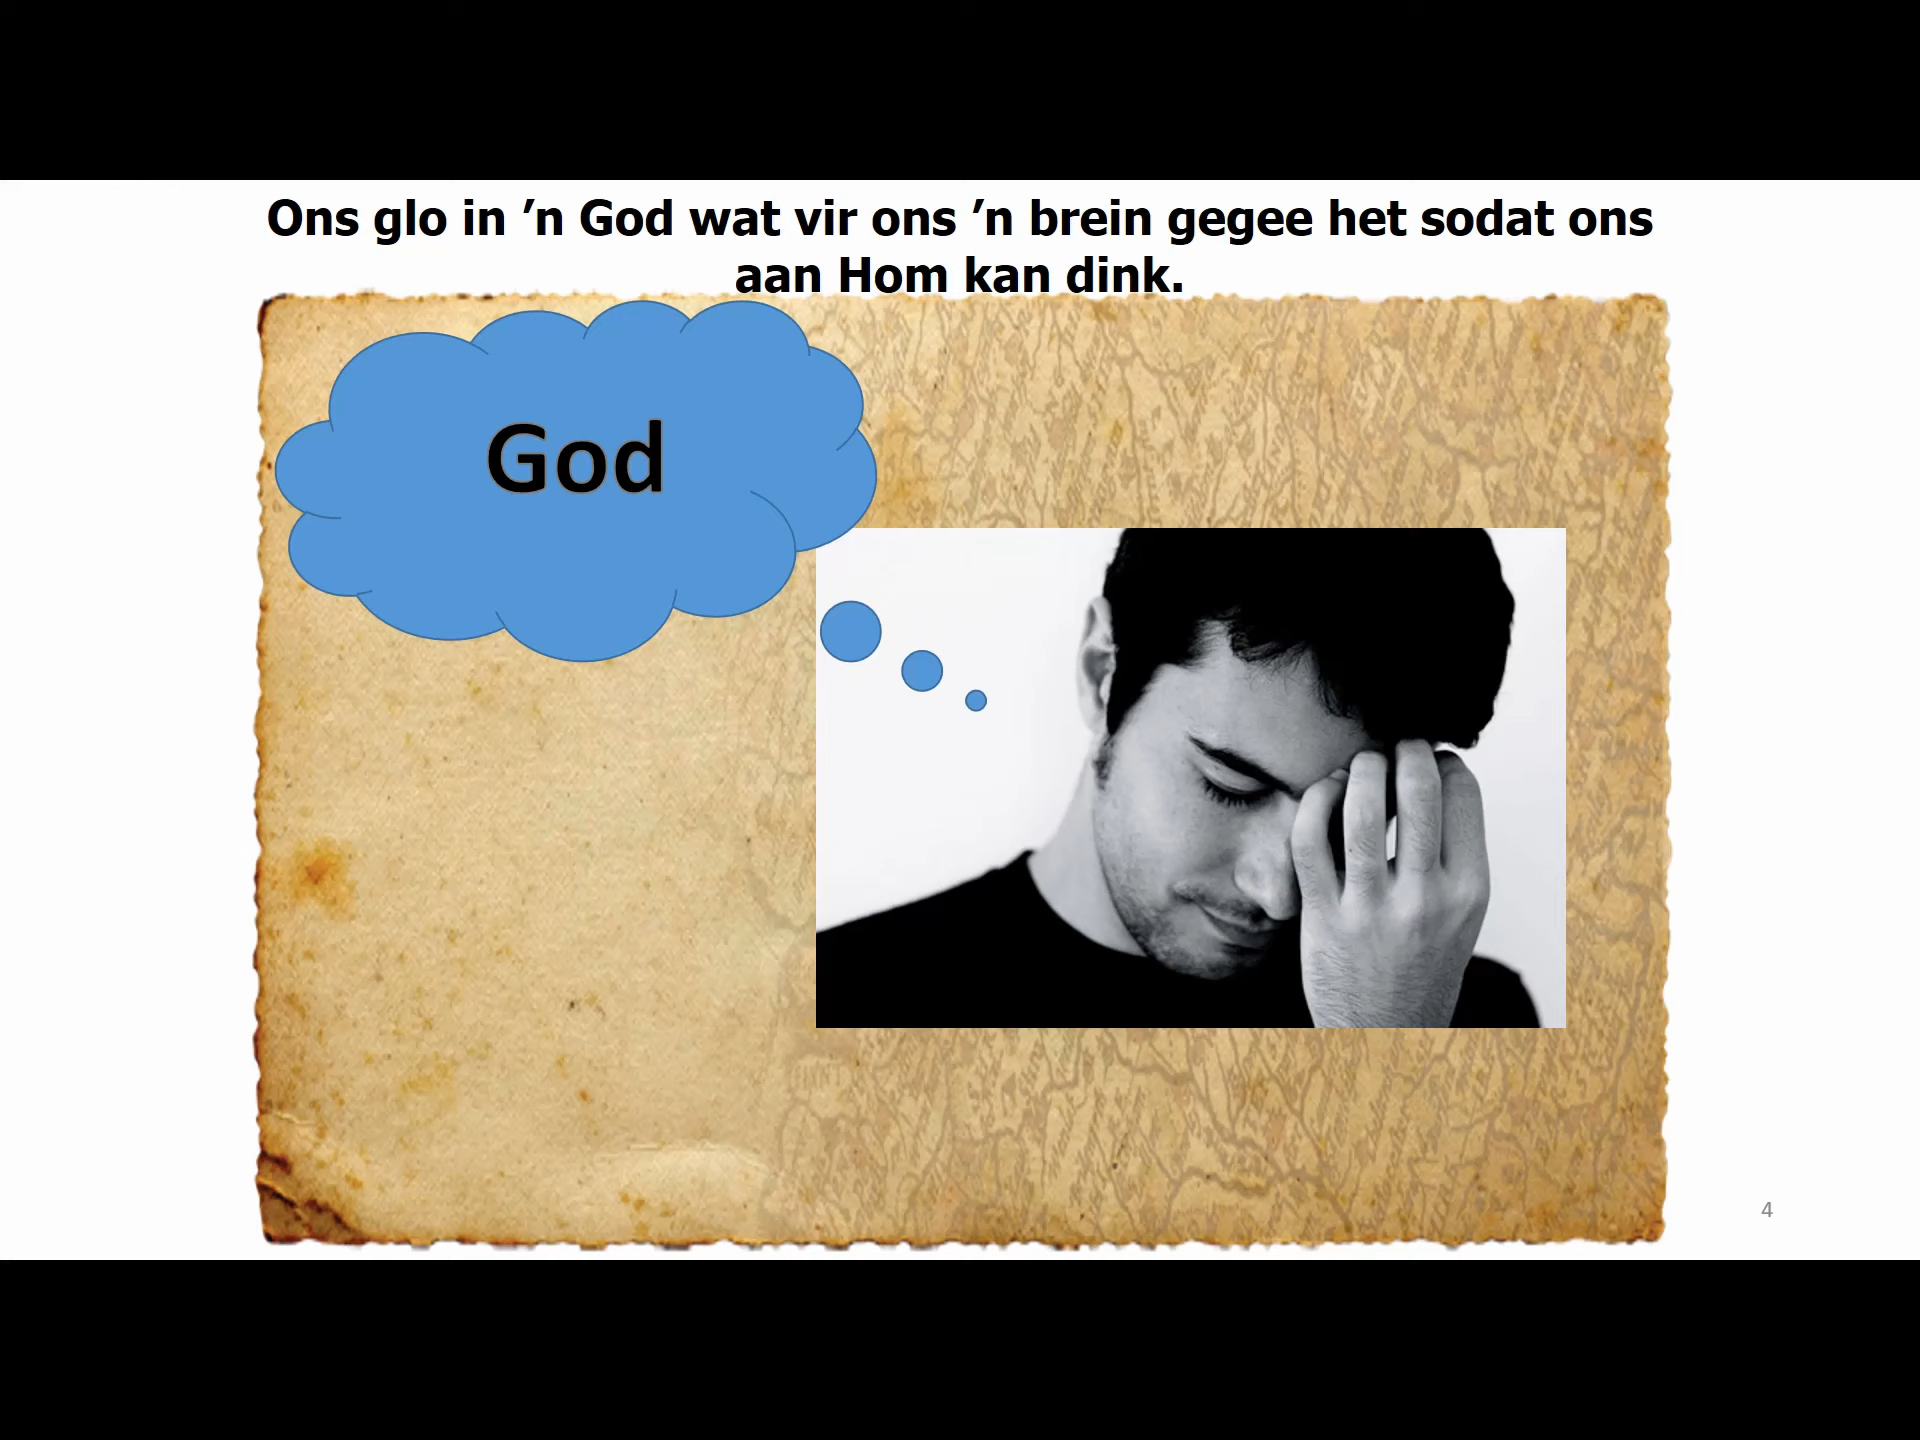 Ons glo in ’n God wat vir ons ’n brein gegee het sodat ons
aan Hom kan dink.
God
4